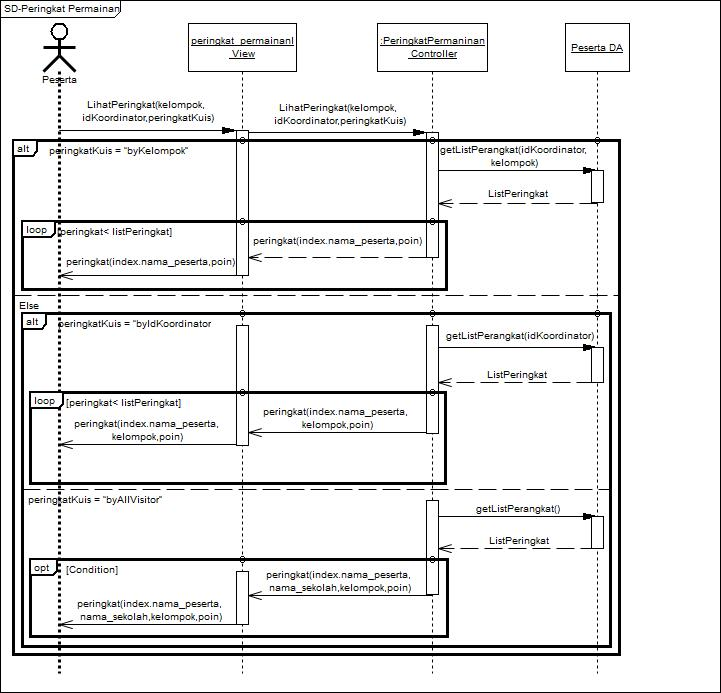 SD-Peringkat Permainan
Peserta
peringkat_permainanI
View
:PeringkatPermaninan
Controller
Peserta DA
LihatPeringkat(kelompok,
idKoordinator,peringkatKuis)
LihatPeringkat(kelompok,
idKoordinator,peringkatKuis)
alt
peringkatKuis = "byKelompok"
getListPerangkat(idKoordinator,
kelompok)
ListPeringkat
loop
[peringkat< listPeringkat]
peringkat(index.nama_peserta,poin)
peringkat(index.nama_peserta,poin)
Else
alt
peringkatKuis = "byIdKoordinator
getListPerangkat(idKoordinator)
ListPeringkat
loop
[peringkat< listPeringkat]
peringkat(index.nama_peserta,
kelompok,poin)
peringkat(index.nama_peserta,
kelompok,poin)
peringkatKuis = "byAllVisitor"
getListPerangkat()
ListPeringkat
opt
[Condition]
peringkat(index.nama_peserta,
nama_sekolah,kelompok,poin)
peringkat(index.nama_peserta,
nama_sekolah,kelompok,poin)